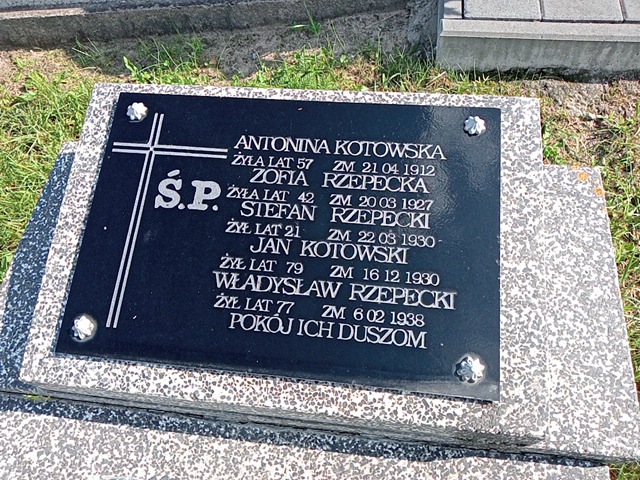 Ś.P.
ANTONINA KOTOWSKA
ŻYŁA LAT 57 ZM 21 04 1912
ZOFIA RZEPECKA
ŻYŁA LAT 42 ZM 20 03 1927
STEFAN RZEPECKI
ŻYŁ LAT 21 ZM 22 03 1930
JAN KOTOWSKI
ŻYŁ LAT 79 ZM 16 12 1930
WŁADYSŁAW RZEPECKI
ŻYŁ LAT 77 ZM 6 02 1938
POKÓJ ICH DUSZOM